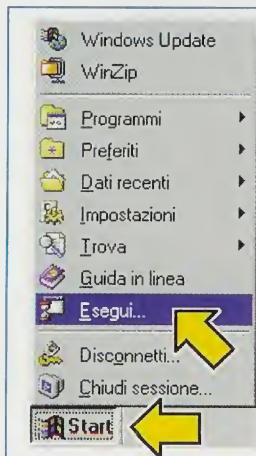 Windows Update
WinZip
Programmi
Preferiti
Dati recenti
Impostazioni
Trova
Guida in linea
Esegui...
Disconnetti...
Chiudi sessione...
Start